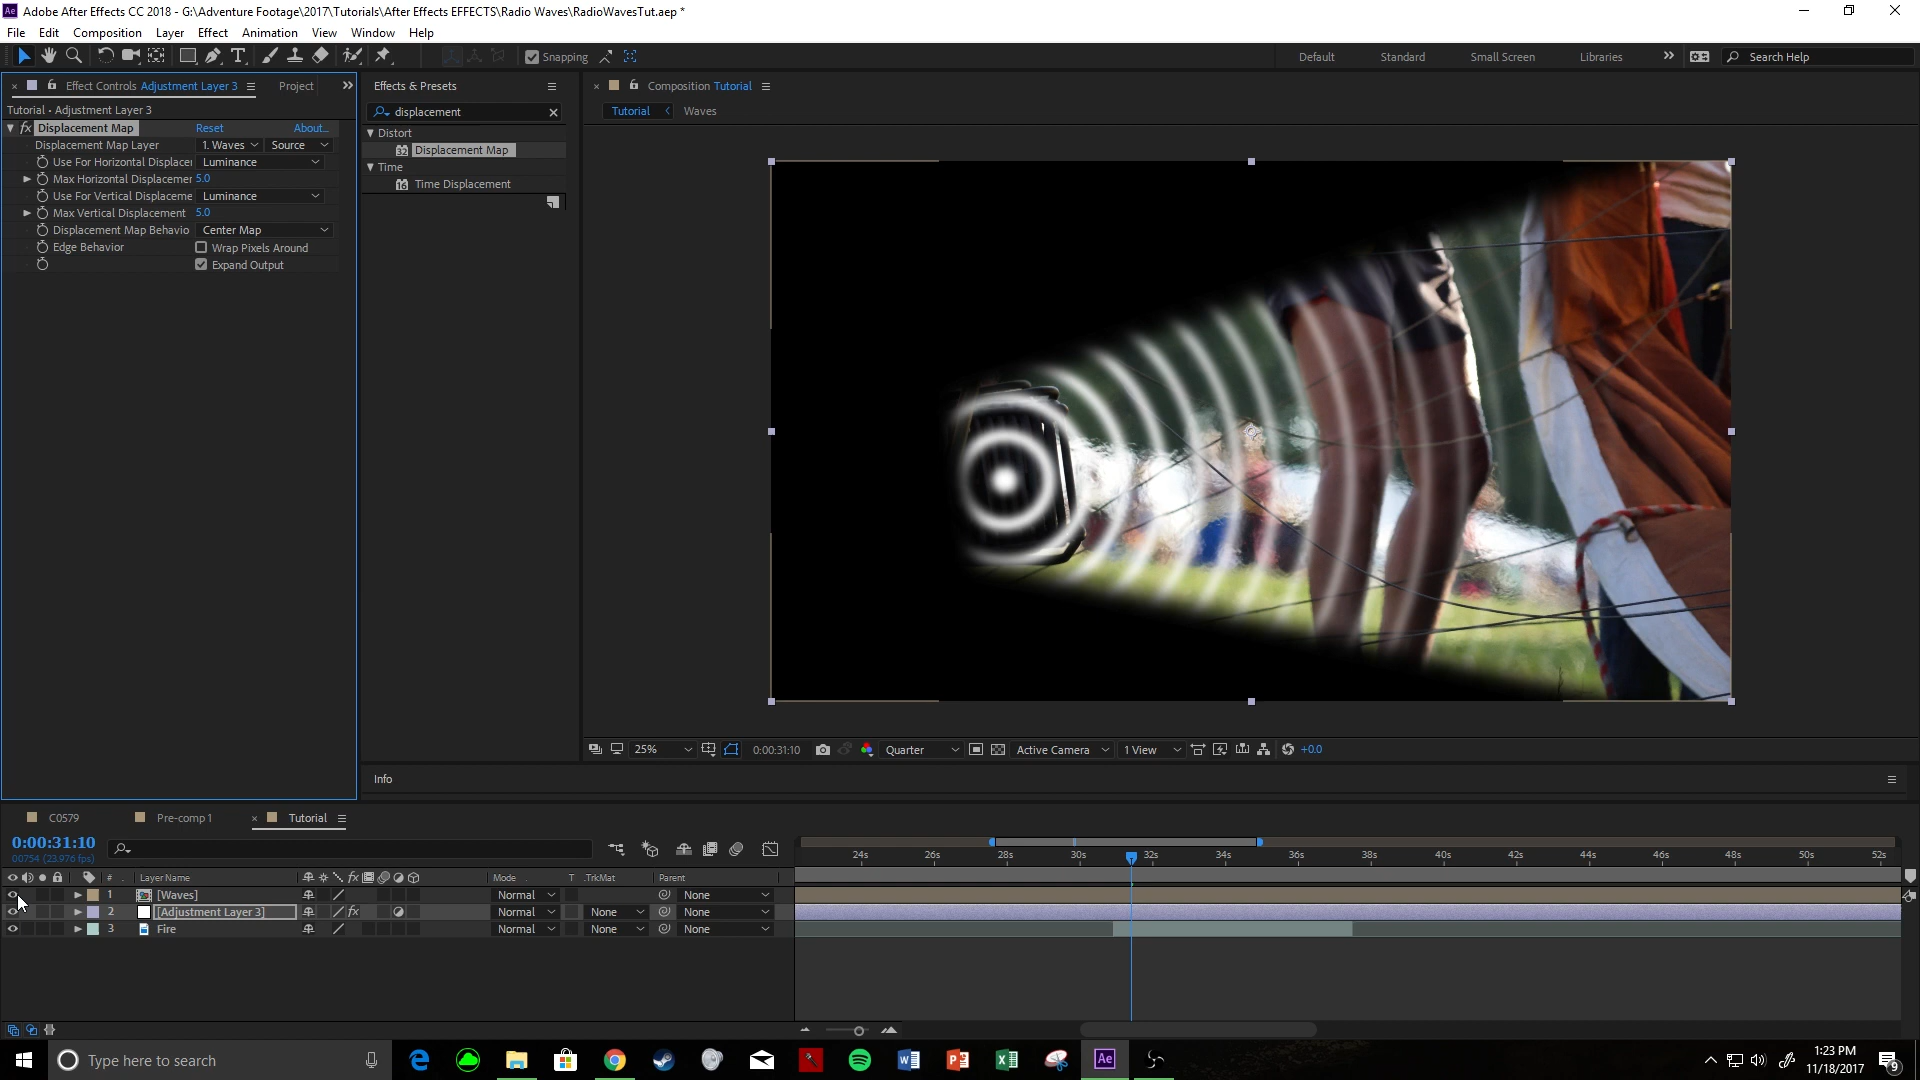 Adobe After Effects CC 2018 - G:\Adventure Footage\2017\Tutorials\After Effects EFFECTS\Radio Waves\RadioWavesTut.aep *
File Edit Composition Layer Effect Animation View Window Help
Snapping
Default Standard Small Screen Libraries Search Help
Effect Controls Adjustment Layer 3 Project
Tutorial • Adjustment Layer 3
fx Displacement Map Reset About...
Displacement Map Layer 1. Waves Source
Use For Horizontal Displacer Luminance
Max Horizontal Displacemer 5.0
Use For Vertical Displaceme Luminance
Max Vertical Displacement 5.0
Displacement Map Behavio Center Map
Edge Behavior Wrap Pixels Around
Expand Output
Effects & Presets
displacement
Distort
32 Displacement Map
Time
16 Time Displacement
Composition Tutorial
Tutorial Waves
25% 0:00:31:10 Quarter Active Camera 1 View +0.0
Info
C0579 Pre-comp 1 Tutorial
0:00:31:10
00754 (23.976 fps)
24s 26s 28s 30s 32s 34s 36s 38s 40s 42s 44s 46s 48s 50s 52s
# Layer Name fx Mode T .TrkMat Parent
1 [Waves] Normal None
2 [Adjustment Layer 3] fx Normal None None
3 Fire Normal None None
Type here to search
Ae
1:23 PM
11/18/2017
9